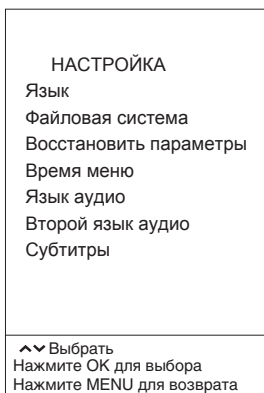 НАСТРОЙКА
Язык
Файловая система
Восстановить параметры
Время меню
Язык аудио
Второй язык аудио
Субтитры
Выбрать
Нажмите OK для выбора
Нажмите MENU для возврата